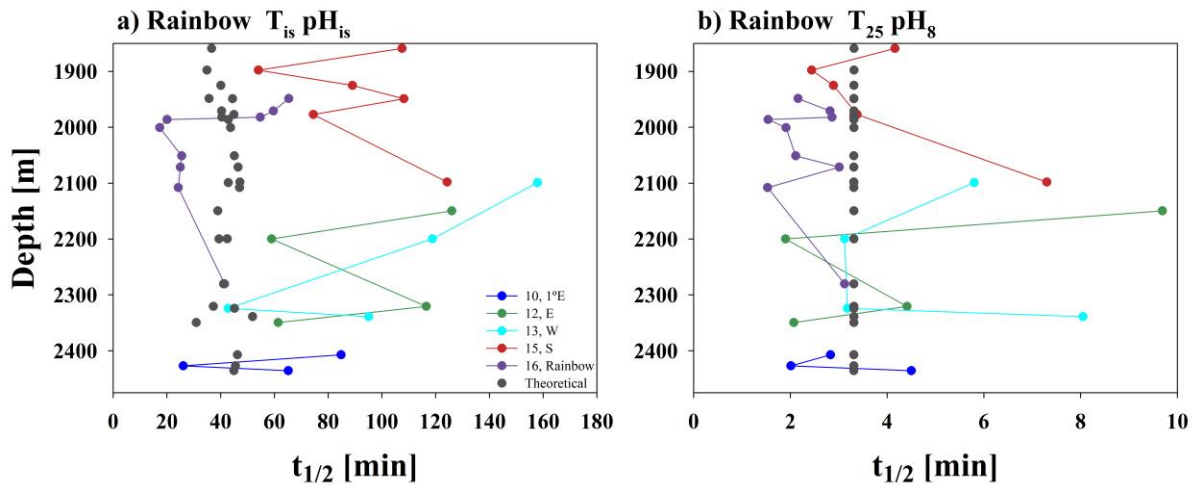 a) Rainbow T_is pH_is
Depth [m]
1900
2000
2100
2200
2300
2400
10, 1ºE
12, E
13, W
15, S
16, Rainbow
Theoretical
0 20 40 60 80 100 120 140 160 180
t_1/2 [min]
b) Rainbow T_25 pH_8
1900
2000
2100
2200
2300
2400
0 2 4 6 8 10
t_1/2 [min]